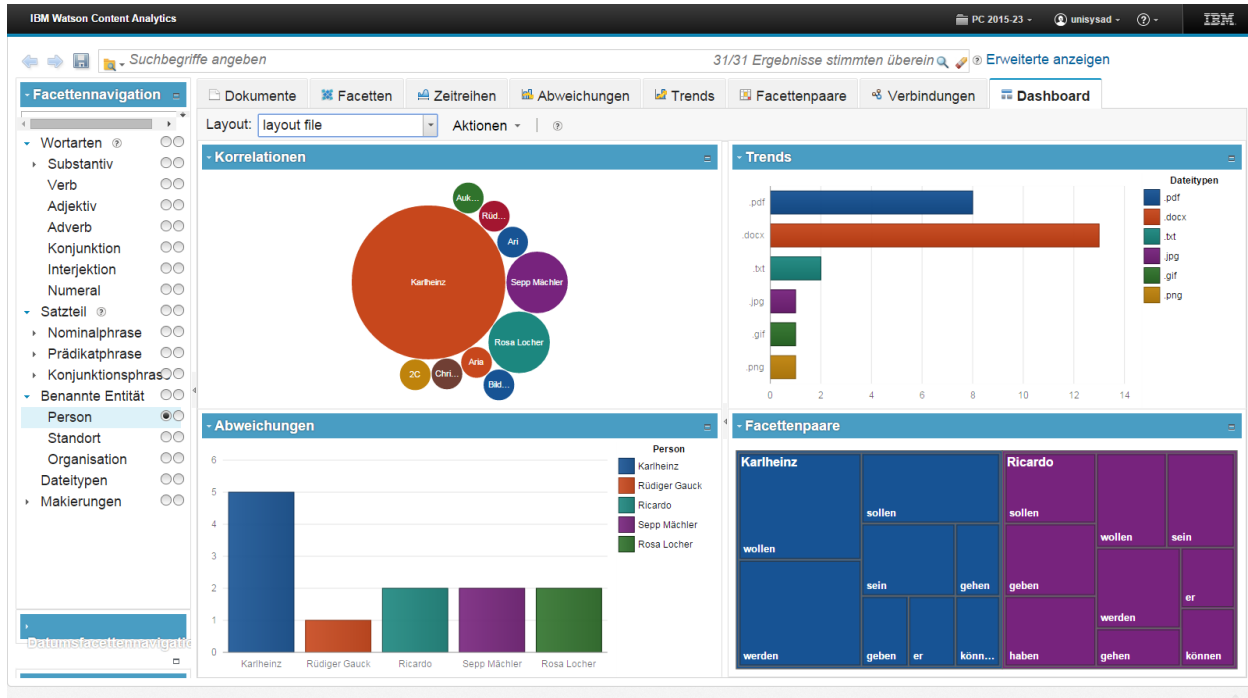 IBM Watson Content Analytics
PC 2015-23
unisysad
IBM
Suchbegriffe angeben
31/31 Ergebnisse stimmten überein
Erweiterte anzeigen
Facettennavigation
Wortarten
Substantiv
Verb
Adjektiv
Adverb
Konjunktion
Interjektion
Numeral
Satzteil
Nominalphrase
Prädikatphrase
Konjunktionsphras
Benannte Entität
Person
Standort
Organisation
Dateitypen
Makierungen
Datumsfacettennavigatio
Dokumente
Facetten
Zeitreihen
Abweichungen
Trends
Facettenpaare
Verbindungen
Dashboard
Layout: layout file
Aktionen
Korrelationen
Auk...
Rüd...
Ari
Karlheinz
Sepp Mächler
Rosa Locher
Aria
2C
Chri...
Bild...
Trends
.pdf
.docx
.txt
.jpg
.gif
.png
0 2 4 6 8 10 12 14
Dateitypen
.pdf
.docx
.txt
.jpg
.gif
.png
Abweichungen
6
5
4
3
2
1
0
Karlheinz Rüdiger Gauck Ricardo Sepp Mächler Rosa Locher
Person
Karlheinz
Rüdiger Gauck
Ricardo
Sepp Mächler
Rosa Locher
Facettenpaare
Karlheinz
wollen
werden
sollen
sein
gehen
geben
er
könn...
Ricardo
sollen
geben
haben
wollen
sein
werden
er
gehen
können